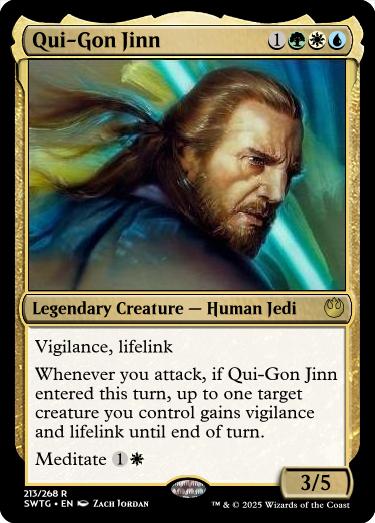 Qui-Gon Jinn 1
Legendary Creature — Human Jedi
Vigilance, lifelink
Whenever you attack, if Qui-Gon Jinn
entered this turn, up to one target
creature you control gains vigilance
and lifelink until end of turn.
Meditate 1
3/5
213/268 R
SWTG • EN Zach Jordan
™ & © 2025 Wizards of the Coast